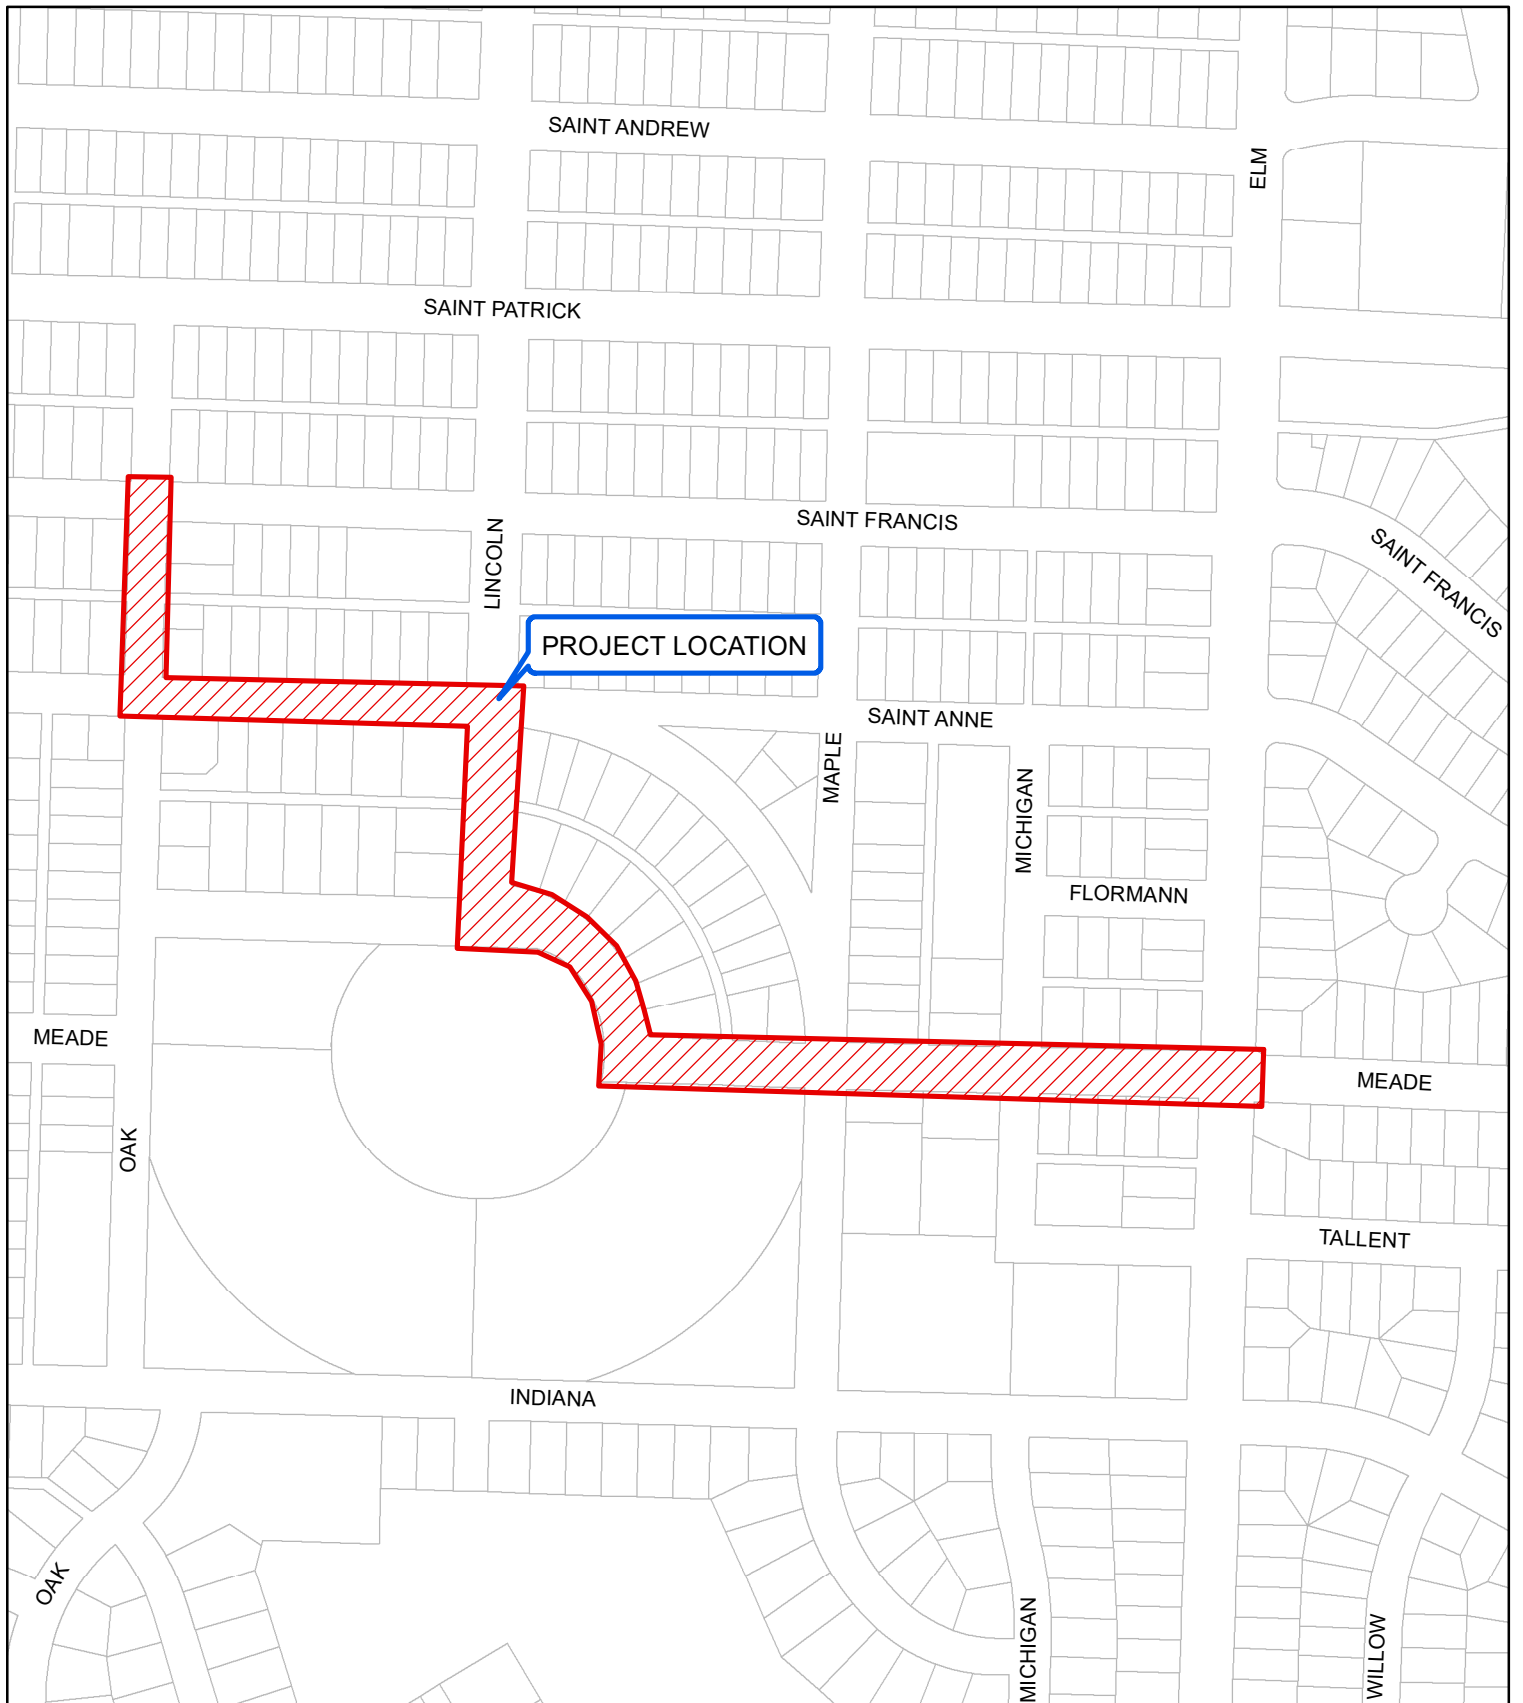 SAINT ANDREW
ELM
SAINT PATRICK
SAINT FRANCIS
SAINT FRANCIS
LINCOLN
PROJECT LOCATION
SAINT ANNE
MAPLE
MICHIGAN
FLORMANN
MEADE
MEADE
OAK
TALLENT
INDIANA
OAK
MICHIGAN
WILLOW